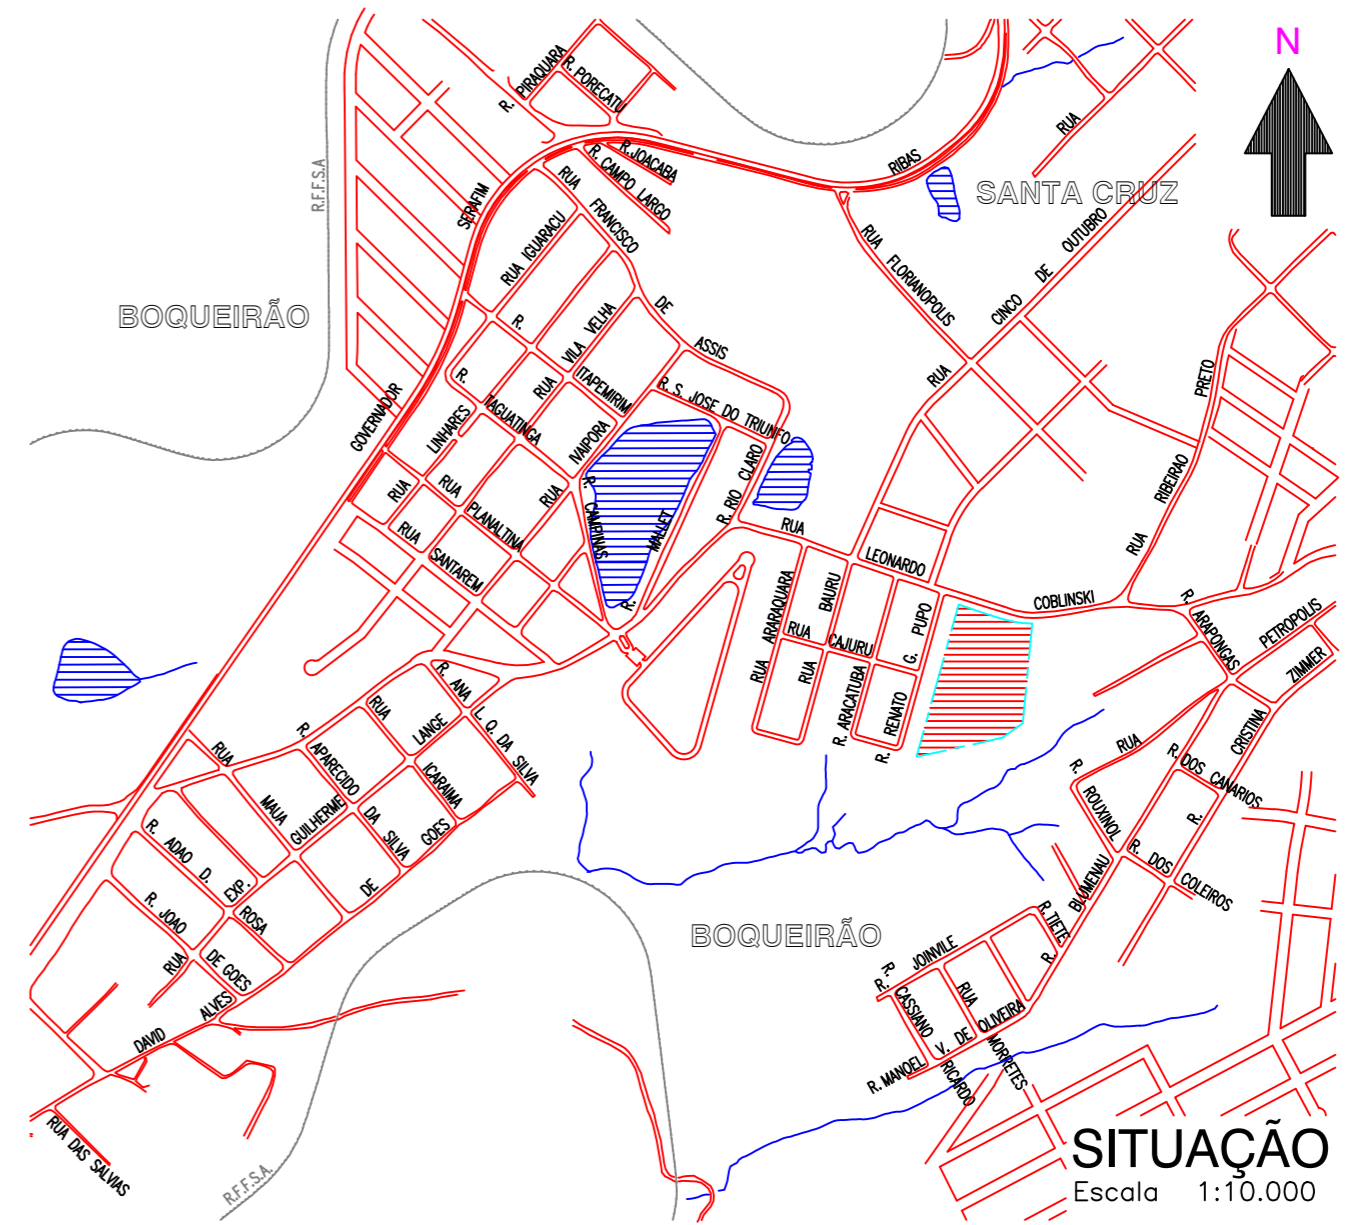 N
R. PIRAQUARA
R. PORECATU
R. JOACABA
R. CAMPO LARGO
RUA
RIBAS
SANTA CRUZ
R.F.F.S.A
SERAFIM
RUA
FRANCISCO
DE
ASSIS
RUA IGUARACU
RUA
FLORIANOPOLIS
RUA
CINCO
DE
OUTUBRO
BOQUEIRÃO
R.
ITAPEMIRIM
RUA
VILA VELHA
R.
TAGUATINGA
R. S. JOSE DO TRIUNFO
PRETO
RIBEIRAO
RUA
GOVERNADOR
LINHARES
RUA
RUA
IVAIPORA
RUA
PLANALTINA
R.
CAMPINAS
R.
MALLET
R. RIO CLARO
RUA
LEONARDO
COBLINSKI
RUA
SANTAREM
RUA
ARARAQUARA
RUA
BAURU
RUA
CAJURU
R. ARACATUBA
R.
RENATO
G.
PUPO
R.
ARAPONGAS
PETROPOLIS
ZIMMER
CRISTINA
R.
RUA
R. DOS CANARIOS
R.
ROUXINOL
R. DOS
COLEIROS
R. ANA L. Q. DA SILVA
RUA
LANGE
ICARAIMA
R.
APARECIDO
DA SILVA
GOES
DE
RUA
MAUA
GUILHERME
R. ADAO D.
EXP.
ROSA
R. JOAO
DE GOES
RUA
ALVES
DAVID
RUA DAS SALVIAS
R.F.F.S.A.
BOQUEIRÃO
BLUMENAU
R.
R. TIETE
R.
JOINVILE
R.
CASSIANO
RICARDO
RUA
MORRETES
R. MANOEL
V. DE OLIVEIRA
SITUAÇÃO
Escala 1:10.000